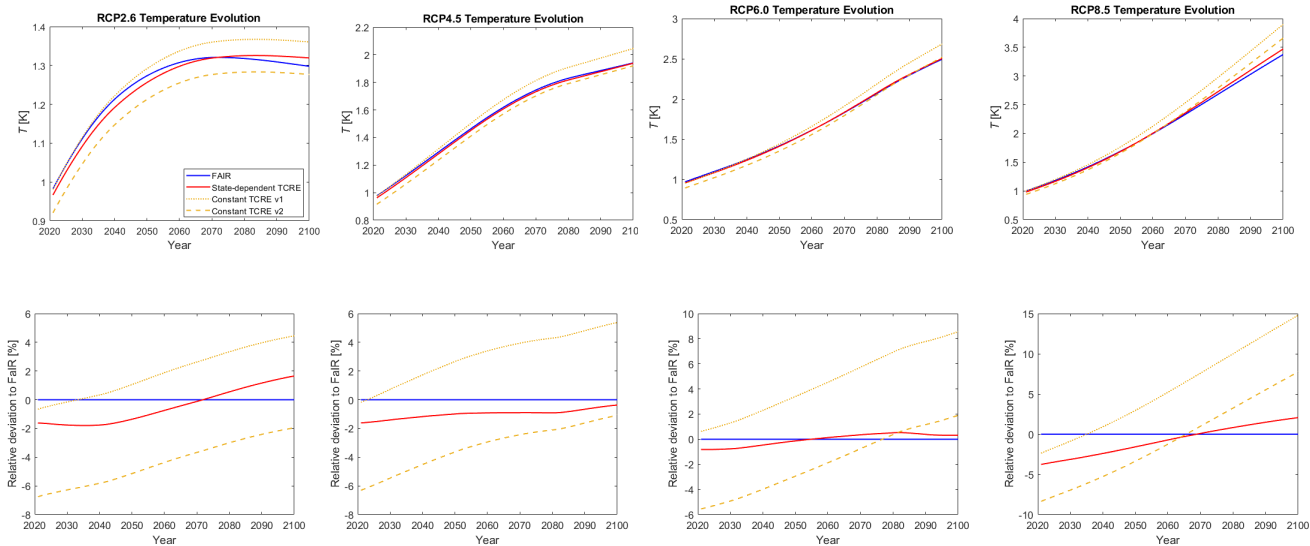 RCP2.6 Temperature Evolution
1.4
1.3
1.2
1.1
1
0.9
T [K]
2020 2030 2040 2050 2060 2070 2080 2090 2100
Year
FAIR
State-dependent TCRE
Constant TCRE v1
Constant TCRE v2
RCP4.5 Temperature Evolution
2.4
2.2
2
1.8
1.6
1.4
1.2
1
0.8
T [K]
2020 2030 2040 2050 2060 2070 2080 2090 2100
Year
RCP6.0 Temperature Evolution
3
2.5
2
1.5
1
0.5
T [K]
2020 2030 2040 2050 2060 2070 2080 2090 2100
Year
RCP8.5 Temperature Evolution
4
3.5
3
2.5
2
1.5
1
0.5
T [K]
2020 2030 2040 2050 2060 2070 2080 2090 2100
Year
6
4
2
0
-2
-4
-6
-8
Relative deviation to FaIR [%]
2020 2030 2040 2050 2060 2070 2080 2090 2100
Year
6
4
2
0
-2
-4
-6
-8
Relative deviation to FaIR [%]
2020 2030 2040 2050 2060 2070 2080 2090 2100
Year
10
8
6
4
2
0
-2
-4
-6
Relative deviation to FaIR [%]
2020 2030 2040 2050 2060 2070 2080 2090 2100
Year
15
10
5
0
-5
-10
Relative deviation to FaIR [%]
2020 2030 2040 2050 2060 2070 2080 2090 2100
Year